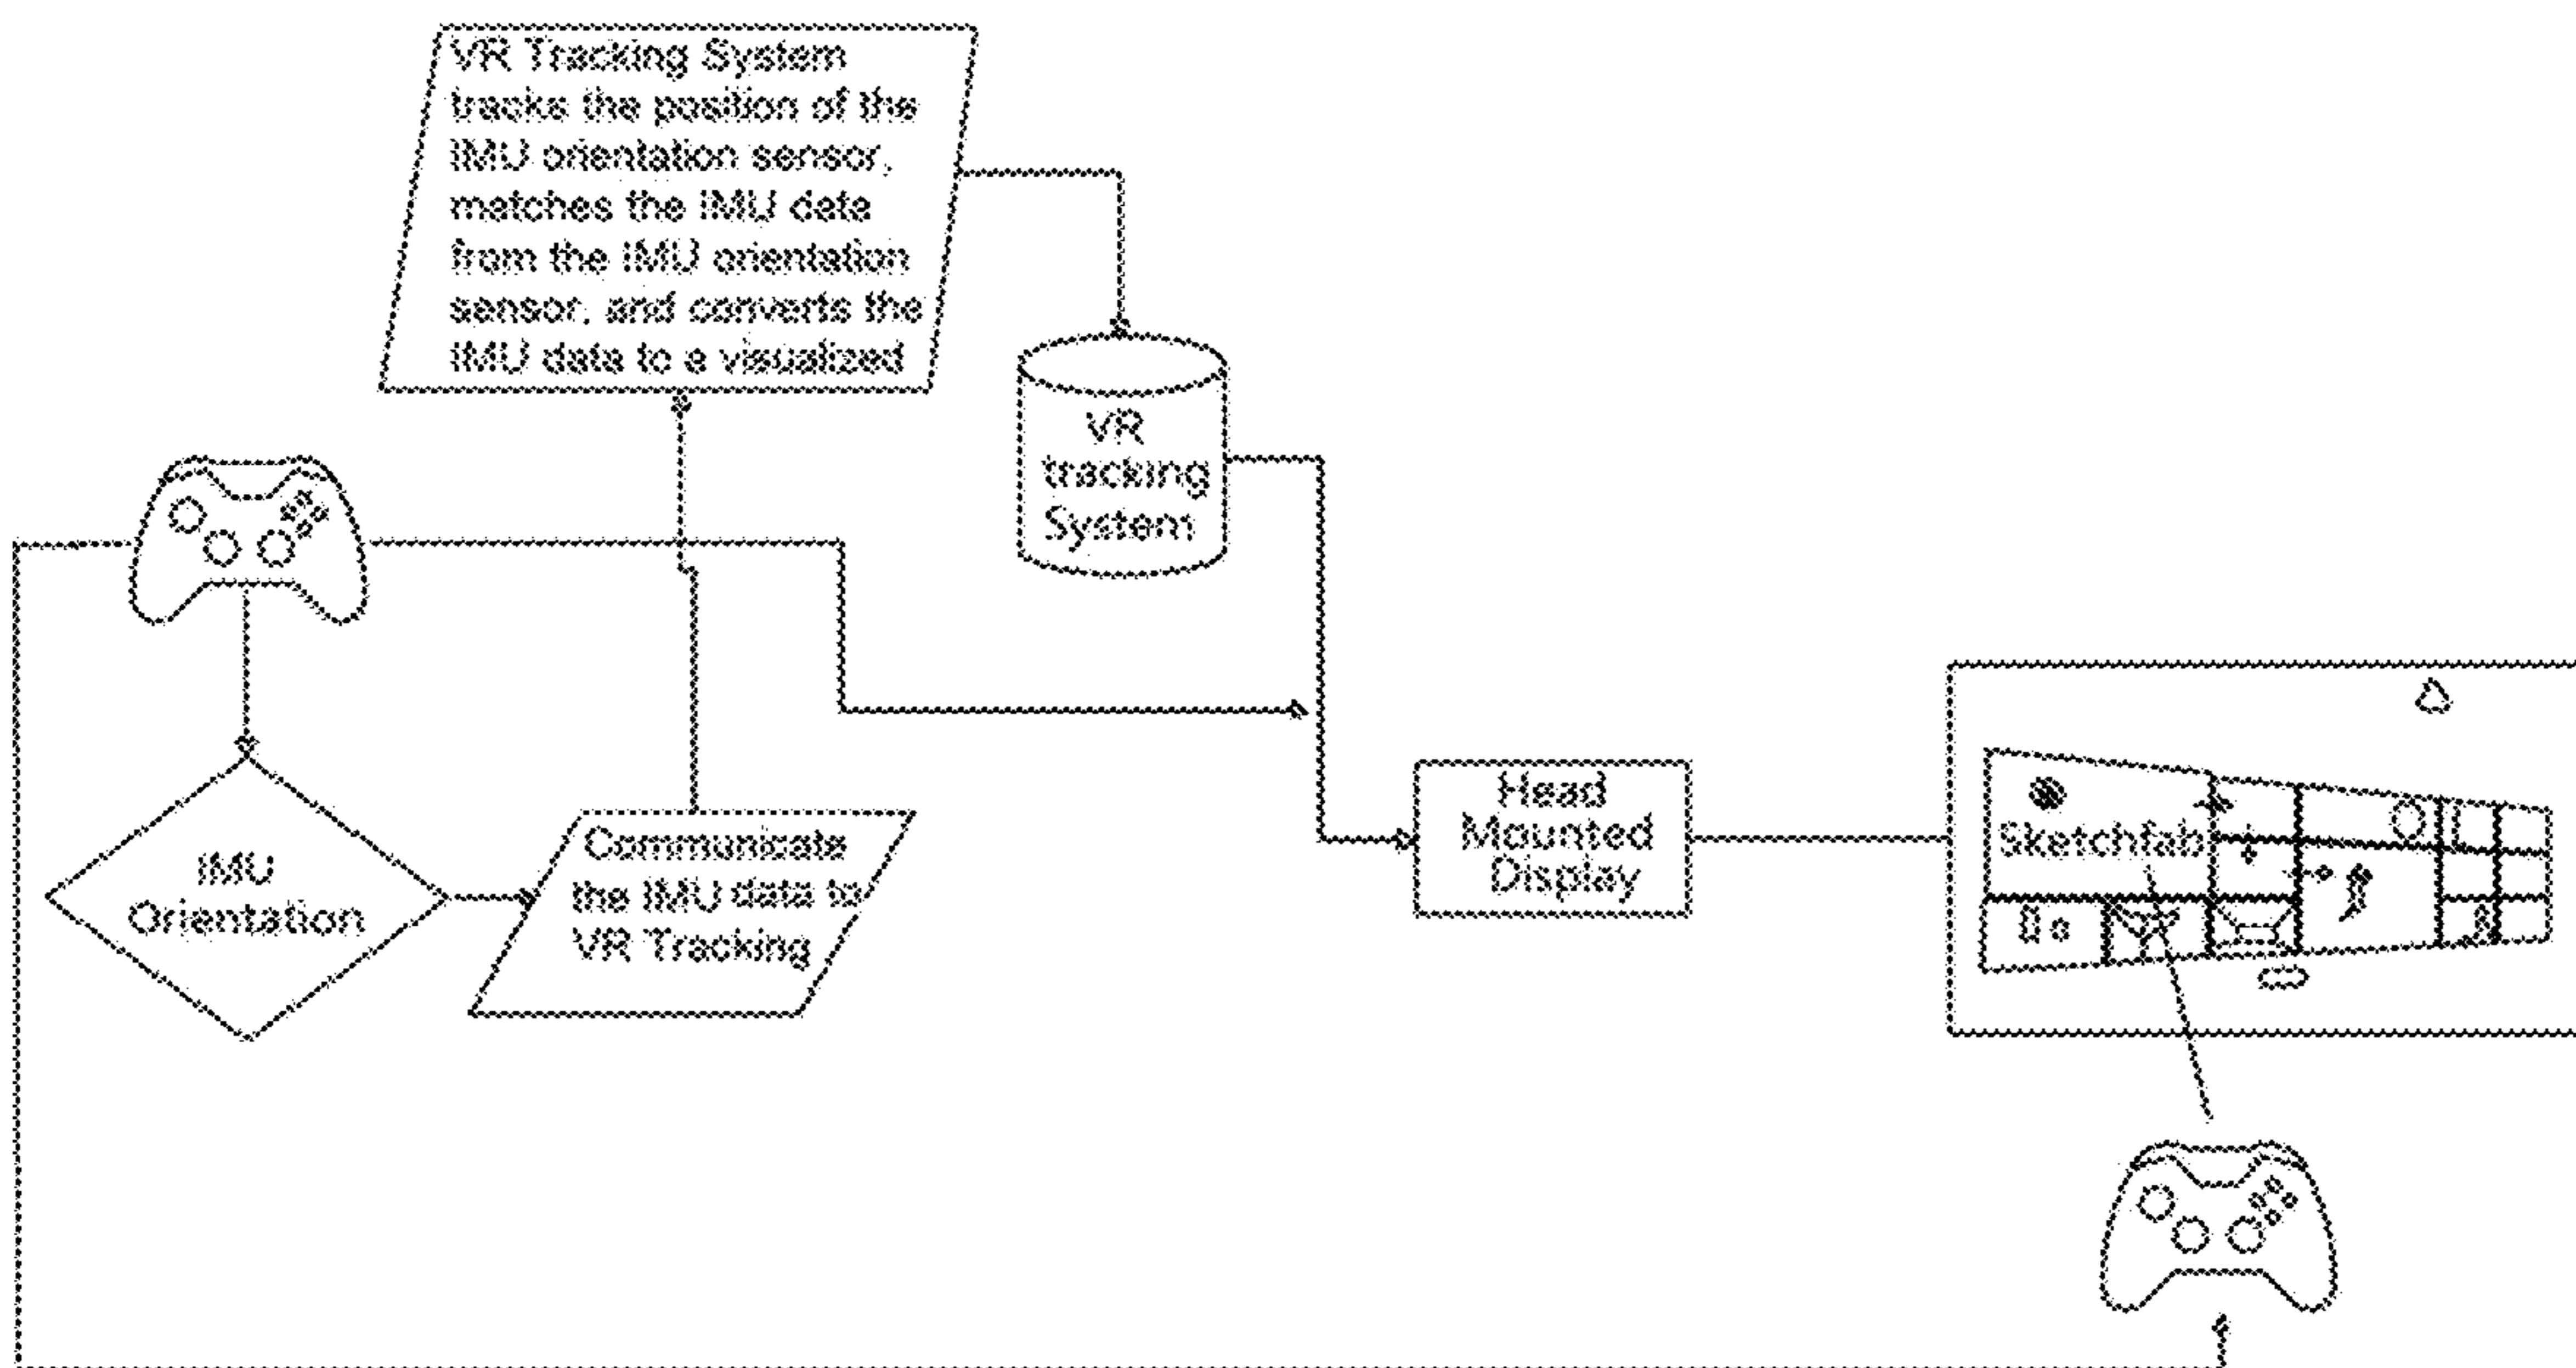 VR Tracking System
tracks the position of the
IMU orientation sensor,
matches the IMU data
from the IMU orientation
sensor, and converts the
IMU data to a visualized
VR
tracking
System
IMU
Orientation
Communicate
the IMU data to
VR Tracking
Head
Mounted
Display
Sketchfab